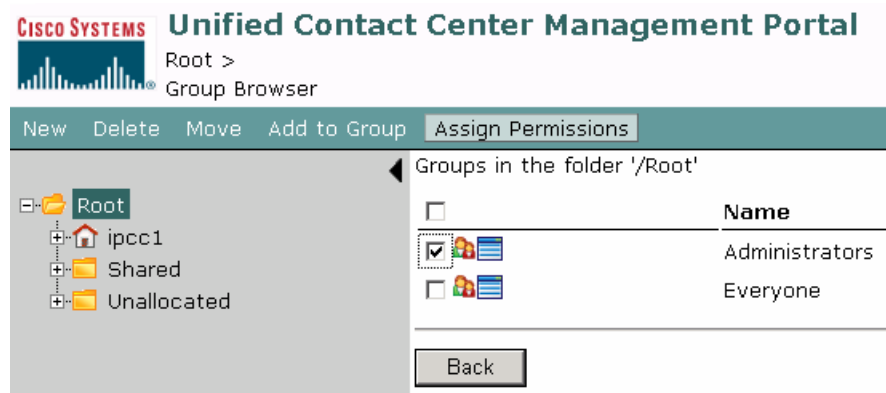 CISCO SYSTEMS
Unified Contact Center Management Portal
Root >
Group Browser
New Delete Move Add to Group Assign Permissions
Groups in the folder '/Root'
Root
ipcc1
Shared
Unallocated
Name
Administrators
Everyone
Back